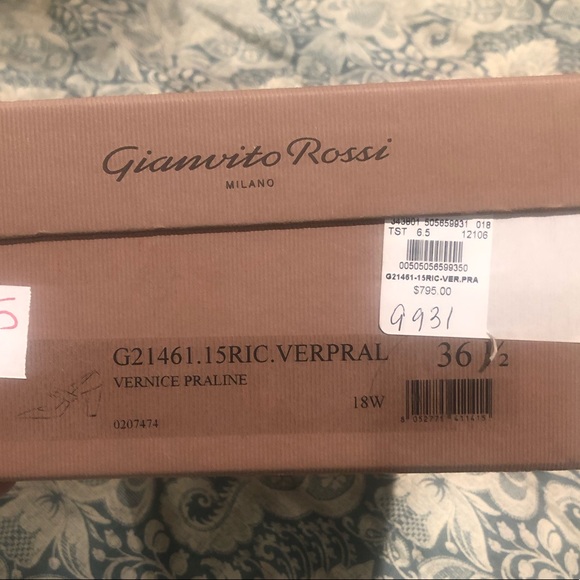 Gianvito Rossi
MILANO
343801 505659931 018
TST 6.5 12106
00505056599350
G21461-15RIC-VER.PRA
$795.00
9931
5
G21461.15RIC.VERPRAL 36 1/2
VERNICE PRALINE
18W
0207474